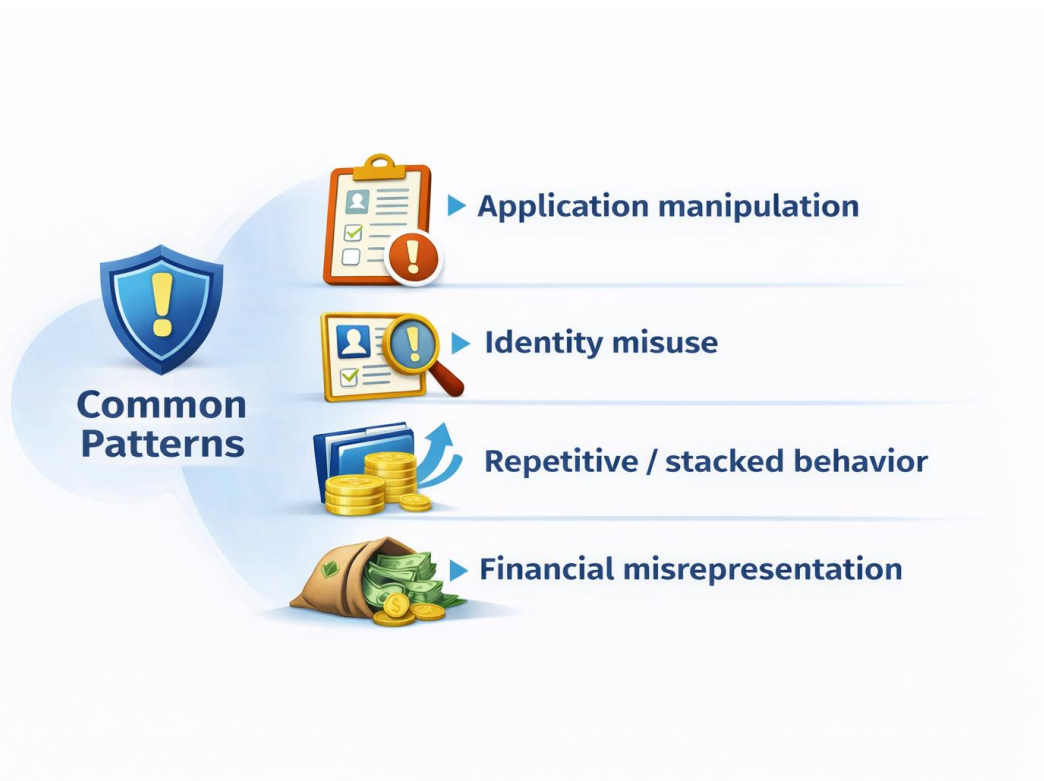 Common
Patterns
Application manipulation
Identity misuse
Repetitive / stacked behavior
Financial misrepresentation